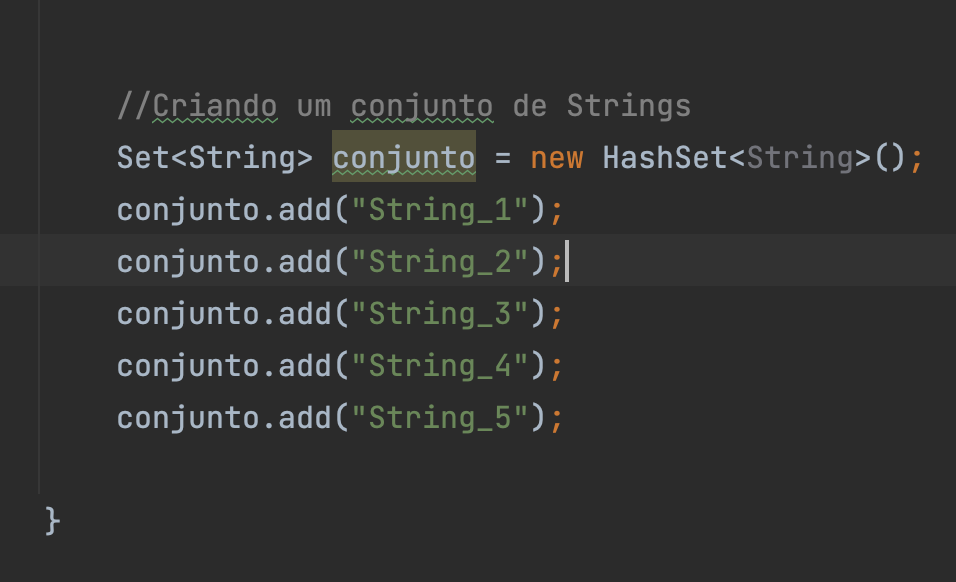 //Criando um conjunto de Strings
Set<String> conjunto = new HashSet<String>();
conjunto.add("String_1");
conjunto.add("String_2");
conjunto.add("String_3");
conjunto.add("String_4");
conjunto.add("String_5");
}